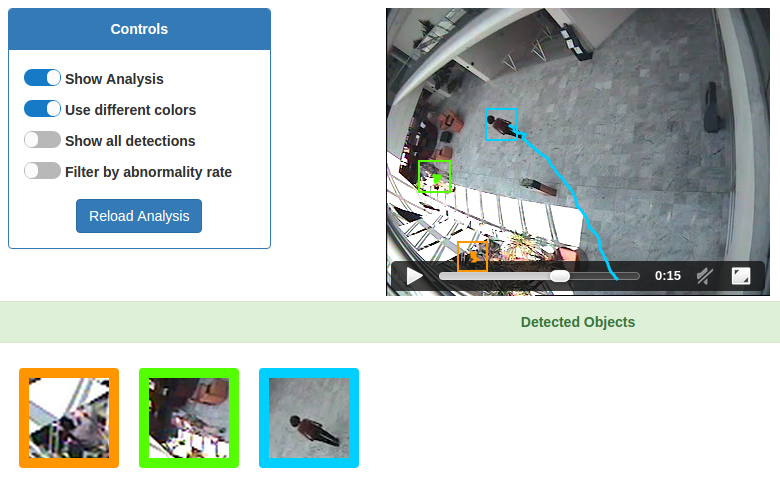 Controls
Show Analysis
Use different colors
Show all detections
Filter by abnormality rate
Reload Analysis
0:15
Detected Objects